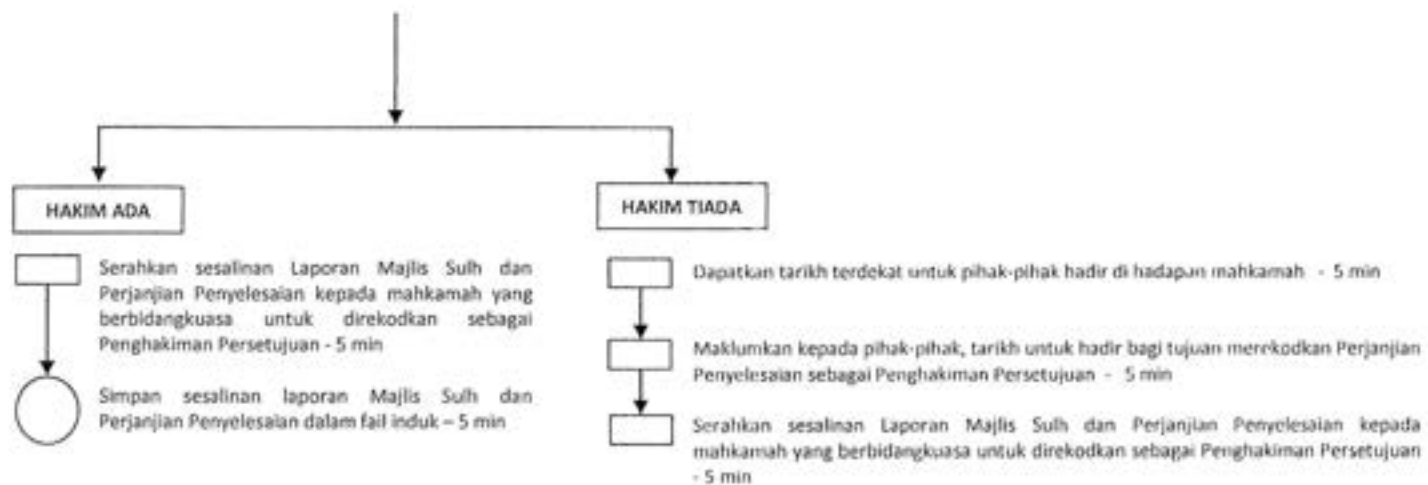 HAKIM ADA
Serahkan sesalinan Laporan Majlis Sulh dan
Perjanjian Penyelesaian kepada mahkamah yang
berbidangkuasa untuk direkodkan sebagai
Penghakiman Persetujuan - 5 min
Simpan sesalinan laporan Majlis Sulh dan
Perjanjian Penyelesaian dalam fail induk – 5 min
HAKIM TIADA
Dapatkan tarikh terdekat untuk pihak-pihak hadir di hadapan mahkamah - 5 min
Maklumkan kepada pihak-pihak, tarikh untuk hadir bagi tujuan merekodkan Perjanjian
Penyelesaian sebagai Penghakiman Persetujuan - 5 min
Serahkan sesalinan Laporan Majlis Sulh dan Perjanjian Penyelesaian kepada
mahkamah yang berbidangkuasa untuk direkodkan sebagai Penghakiman Persetujuan
- 5 min